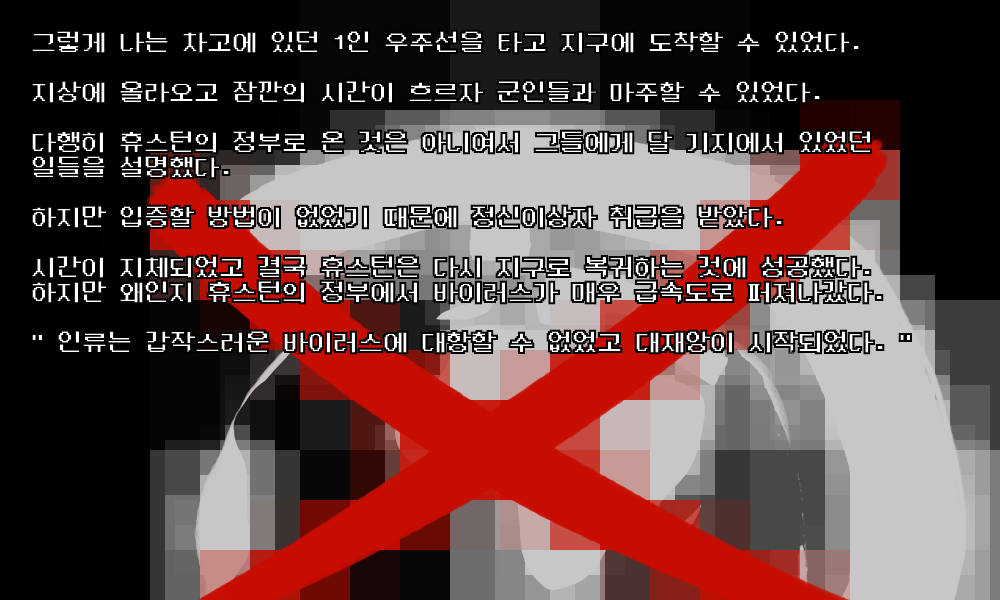 그렇게 나는 차고에 있던 1인 우주선을 타고 지구에 도착할 수 있었다.
지상에 올라오고 잠깐의 시간이 흐르자 군인들과 마주할 수 있었다.
다행히 휴스턴의 정부로 온 것은 아니여서 그들에게 달 기지에서 있었던
일들을 설명했다.
하지만 입증할 방법이 없었기 때문에 정신이상자 취급을 받았다.
시간이 지체되었고 결국 휴스턴은 다시 지구로 복귀하는 것에 성공했다.
하지만 왜인지 휴스턴의 정부에서 바이러스가 매우 급속도로 퍼져나갔다.
" 인류는 갑작스러운 바이러스에 대항할 수 없었고 대재앙이 시작되었다. "